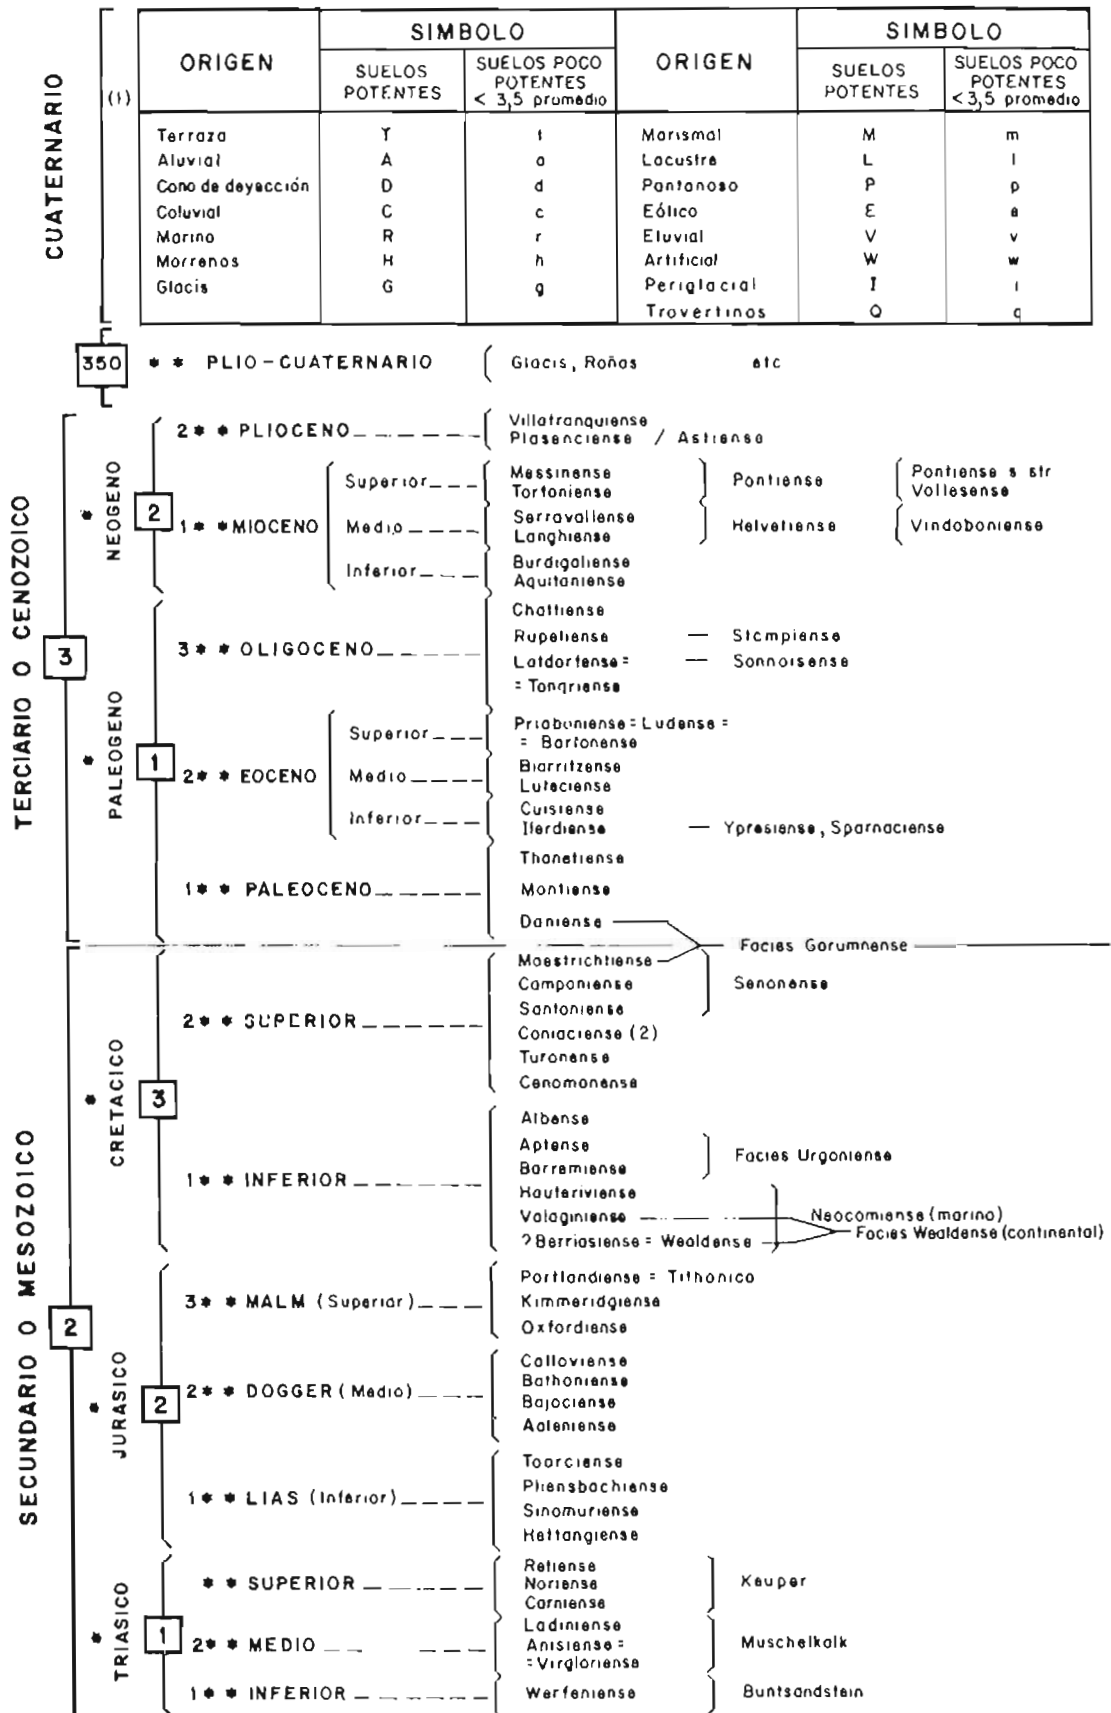 CUATERNARIO
(1)
ORIGEN
SIMBOLO
SUELOS POTENTES
SUELOS POCO POTENTES < 3,5 promedio
ORIGEN
SIMBOLO
SUELOS POTENTES
SUELOS POCO POTENTES <3,5 promedio
Terraza T t Marismal M m
Aluvial A a Lacustre L l
Cono de deyección D d Pantanoso P p
Coluvial C c Eólico E e
Marino R r Eluvial V v
Morrenos H h Artificial W w
Glacis G g Periglacial I i
Travertinos Q q
350 * * PLIO-CUATERNARIO Glacis, Rañas etc
TERCIARIO O CENOZOICO
3
* NEOGENO
2
2* * PLIOCENO
Villafranquiense
Plasenciense / Astiense
1* * MIOCENO
Superior
Messinense
Tortoniense
Pontiense
Pontiense s str
Vallesense
Medio
Serravallense
Langhiense
Helvetiense
Vindoboniense
Inferior
Burdigaliense
Aquitaniense
* PALEOGENO
1
3* * OLIGOCENO
Chattiense
Rupeliense — Stampiense
Latdorfense = — Sannoisense
= Tongriense
2* * EOCENO
Superior
Priaboniense = Ludense =
= Bartonense
Medio
Biarritzense
Luteciense
Inferior
Cuisiense
Ilerdiense — Ypresiense, Sparnaciense
1* * PALEOCENO
Thanetiense
Montiense
Daniense
Facies Garumnense
SECUNDARIO O MESOZOICO
2
* CRETACICO
3
2* * SUPERIOR
Maestrichtiense
Campaniense
Santoniense
Senonense
Coniaciense (2)
Turonense
Cenomanense
1* * INFERIOR
Albense
Aptense
Barremiense
Facies Urgoniense
Hauteriviense
Valaginiense
Neocomiense (marino)
?Berriasiense = Wealdense
Facies Wealdense (continental)
* JURASICO
2
3* * MALM (Superior)
Portlandiense = Tithonico
Kimmeridgiense
Oxfordiense
2* * DOGGER (Medio)
Calloviense
Bathoniense
Bajociense
Aaleniense
1* * LIAS (Inferior)
Toarciense
Pliensbachiense
Sinemuriense
Hettangiense
* TRIASICO
1
* * SUPERIOR
Retiense
Noriense
Carniense
Keuper
2* * MEDIO
Ladiniense
Anisiense =
= Virgloriense
Muschelkalk
1* * INFERIOR
Werfeniense
Buntsandstein